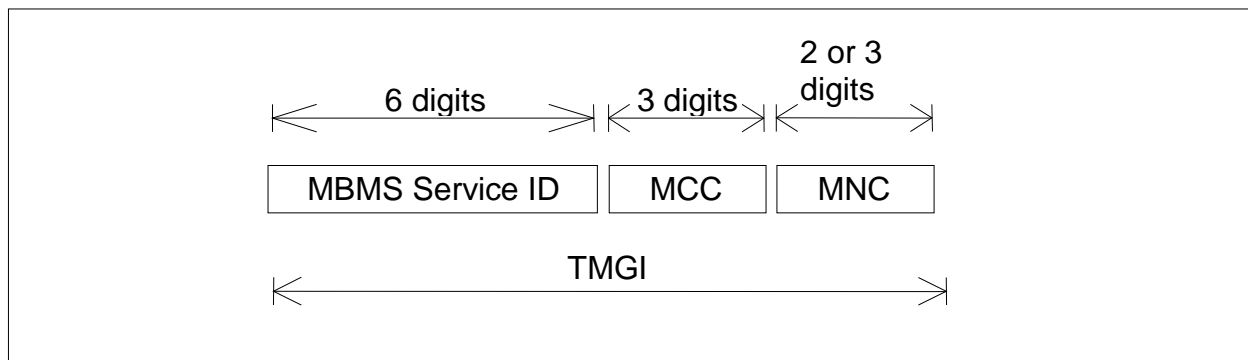 2 or 3
digits
6 digits
3 digits
MBMS Service ID
MCC
MNC
TMGI